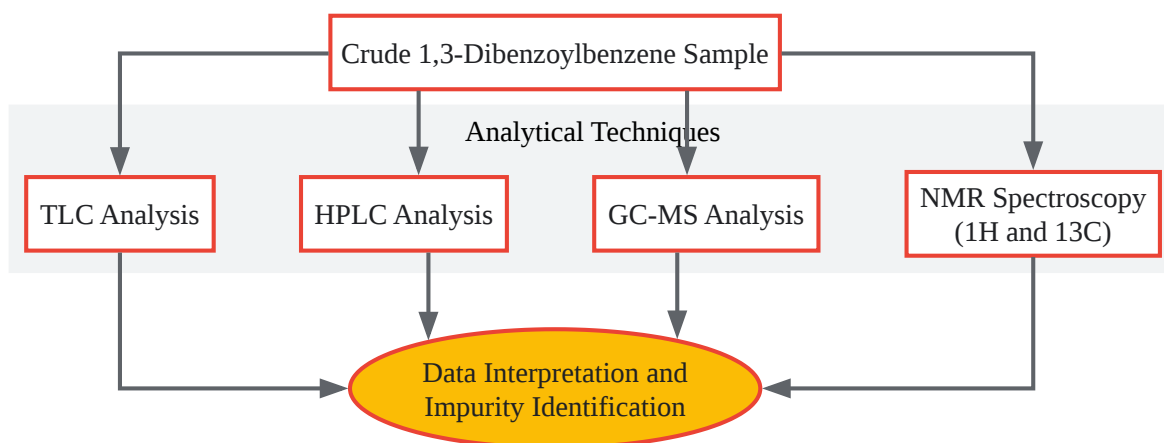 Crude 1,3-Dibenzoylbenzene Sample
Analytical Techniques
TLC Analysis
HPLC Analysis
GC-MS Analysis
NMR Spectroscopy
(1H and 13C)
Data Interpretation and
Impurity Identification